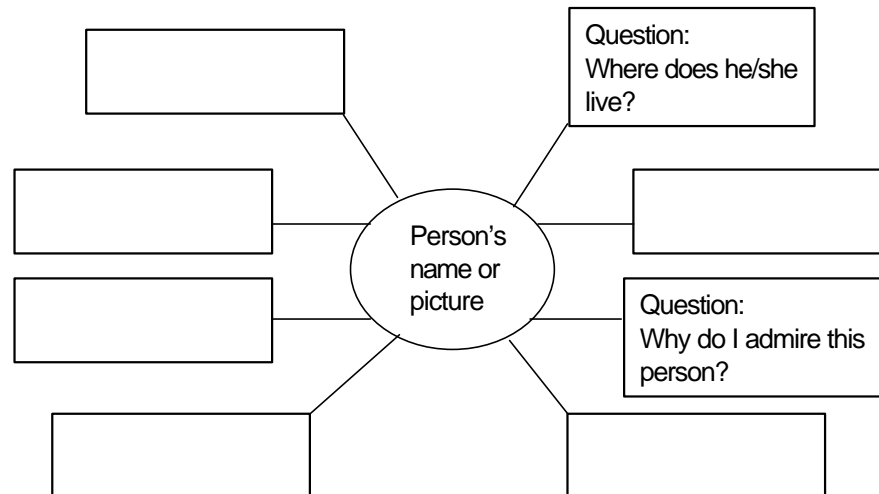 Question:
Where does he/she
live?
Person’s
name or
picture
Question:
Why do I admire this
person?